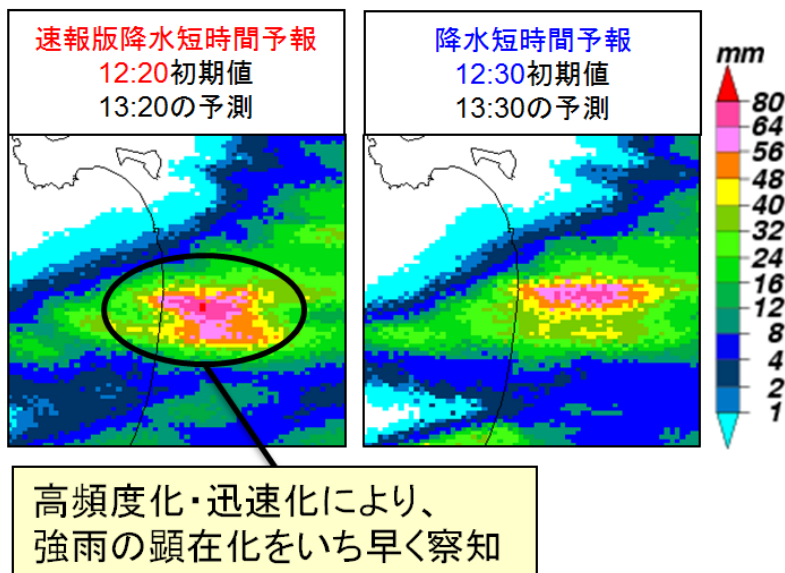 速報版降水短時間予報
12:20初期値
13:20の予測
降水短時間予報
12:30初期値
13:30の予測
mm
80
64
56
48
40
32
24
16
12
8
4
2
1
高頻度化・迅速化により、
強雨の顕在化をいち早く察知